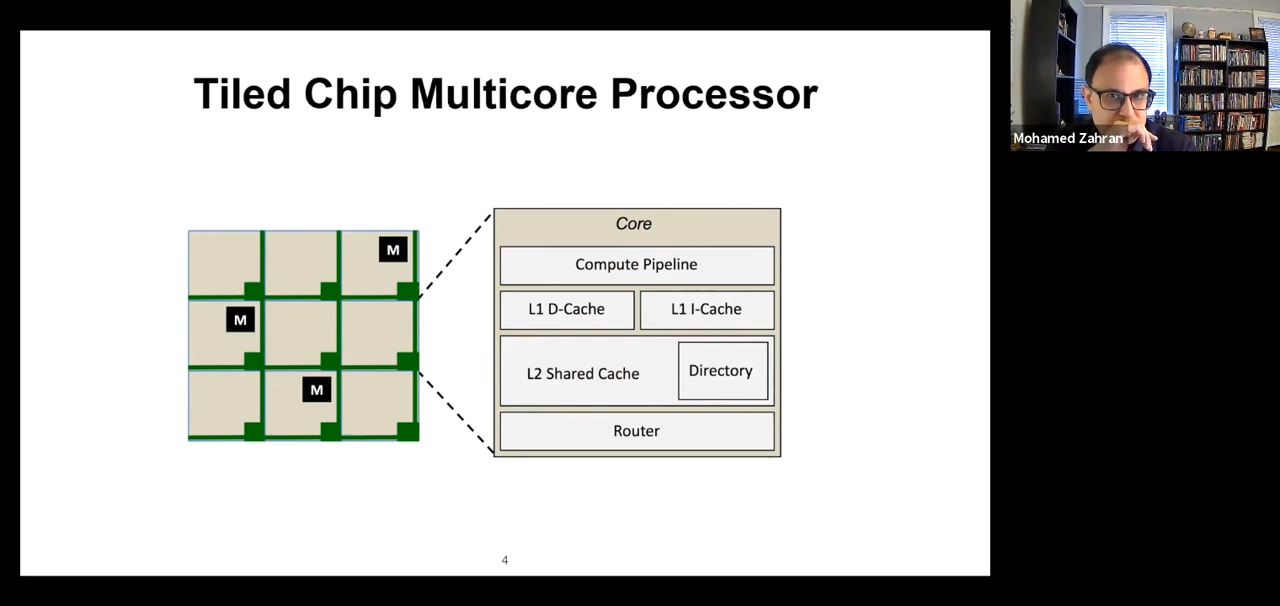 Tiled Chip Multicore Processor
M
M
M
Core
Compute Pipeline
L1 D-Cache
L1 I-Cache
L2 Shared Cache
Directory
Router
4
Mohamed Zahran